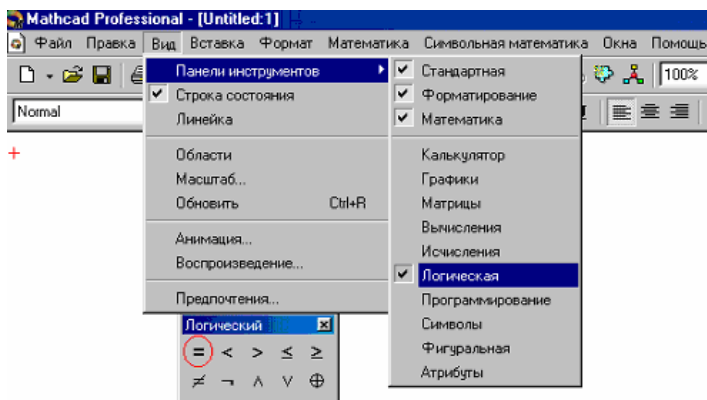 Mathcad Professional - [Untitled:1]
Файл Правка Вид Вставка Формат Математика Символьная математика Окна Помощь
100%
Normal
Панели инструментов
Строка состояния
Линейка
Области
Масштаб...
Обновить Ctrl+R
Анимация...
Воспроизведение...
Предпочтения...
Стандартная
Форматирование
Математика
Калькулятор
Графики
Матрицы
Вычисления
Исчисления
Логическая
Программирование
Символы
Фигуральная
Атрибуты
Логический
= < > ≤ ≥
≠ ¬ ∧ ∨ ⊕